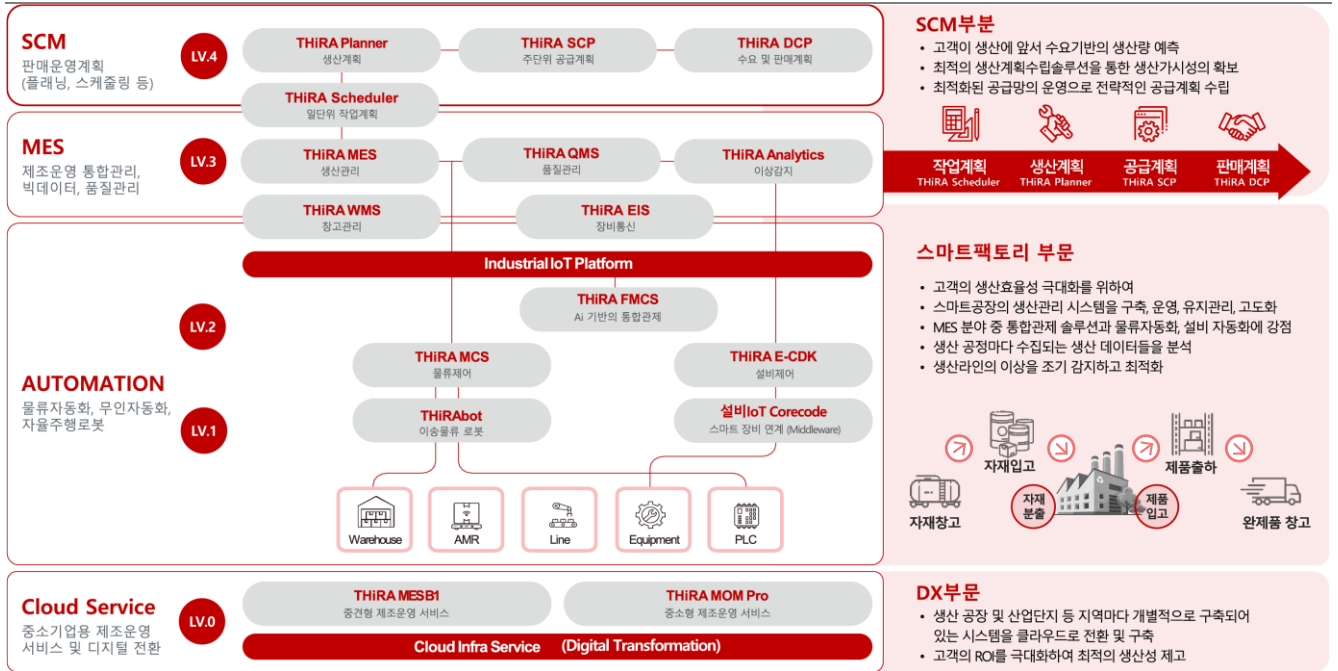 SCM
판매운영계획
(플래닝, 스케줄링 등)
LV.4
THiRA Planner
생산계획
THiRA SCP
주단위 공급계획
THiRA DCP
수요 및 판매계획
THiRA Scheduler
일단위 작업계획
MES
제조운영 통합관리,
빅데이터, 품질관리
LV.3
THiRA MES
생산관리
THiRA QMS
품질관리
THiRA Analytics
이상감지
THiRA WMS
창고관리
THiRA EIS
장비통신
Industrial IoT Platform
LV.2
THiRA FMCS
Ai 기반의 통합관제
THiRA MCS
물류제어
THiRA E-CDK
설비제어
AUTOMATION
물류자동화, 무인자동화,
자율주행로봇
LV.1
THiRAbot
이송물류 로봇
설비IoT Corecode
스마트 장비 연계 (Middleware)
Warehouse
AMR
Line
Equipment
PLC
Cloud Service
중소기업용 제조운영
서비스 및 디지털 전환
LV.0
THiRA MESB1
중견형 제조운영 서비스
THiRA MOM Pro
중소형 제조운영 서비스
Cloud Infra Service (Digital Transformation)
SCM부분
• 고객이 생산에 앞서 수요기반의 생산량 예측
• 최적의 생산계획수립솔루션을 통한 생산가시성의 확보
• 최적화된 공급망의 운영으로 전략적인 공급계획 수립
작업계획
THiRA Scheduler
생산계획
THiRA Planner
공급계획
THiRA SCP
판매계획
THiRA DCP
스마트팩토리 부문
• 고객의 생산효율성 극대화를 위하여
• 스마트공장의 생산관리 시스템을 구축, 운영, 유지관리, 고도화
• MES 분야 중 통합관제 솔루션과 물류자동화, 설비 자동화에 강점
• 생산 공정마다 수집되는 생산 데이터들을 분석
• 생산라인의 이상을 조기 감지하고 최적화
자재창고
자재입고
자재
분출
제품
입고
제품출하
완제품 창고
DX부문
• 생산 공장 및 산업단지 등 지역마다 개별적으로 구축되어
있는 시스템을 클라우드로 전환 및 구축
• 고객의 ROI를 극대화하여 최적의 생산성 제고